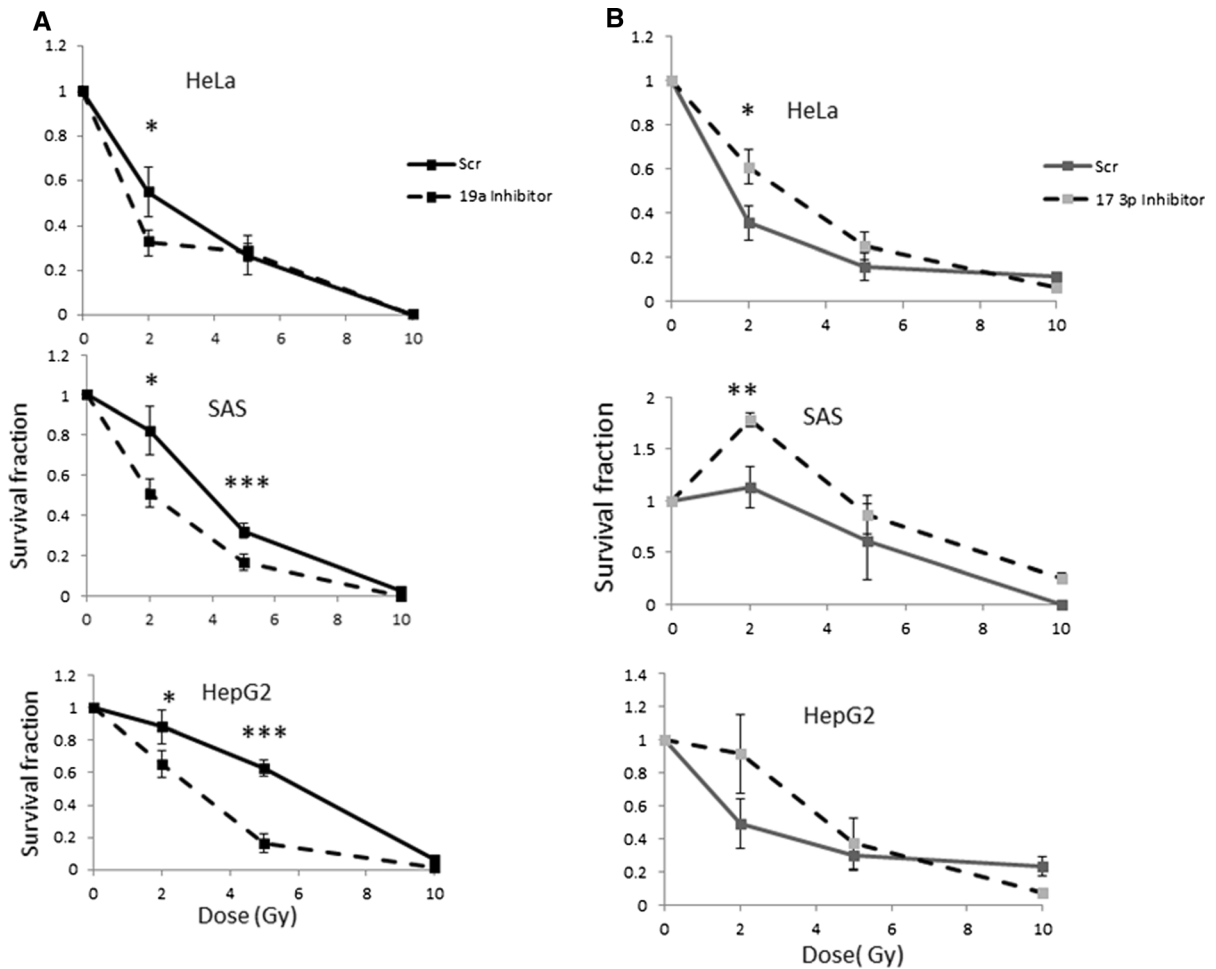 A
1.2
1
0.8
0.6
0.4
0.2
0
HeLa
*
Scr
19a Inhibitor
0 2 4 6 8 10
Survival fraction
1.2
1
0.8
0.6
0.4
0.2
0
*
SAS
***
0 2 4 6 8 10
Survival fraction
1.2
1
0.8
0.6
0.4
0.2
0
*
HepG2
***
0 2 4 6 8 10
Dose (Gy)
B
1.2
1
0.8
0.6
0.4
0.2
0
*
HeLa
Scr
17 3p Inhibitor
0 2 4 6 8 10
Survival fraction
2
1.5
1
0.5
0
**
SAS
0 2 4 6 8 10
1.4
1.2
1
0.8
0.6
0.4
0.2
0
HepG2
0 2 4 6 8 10
Dose( Gy)